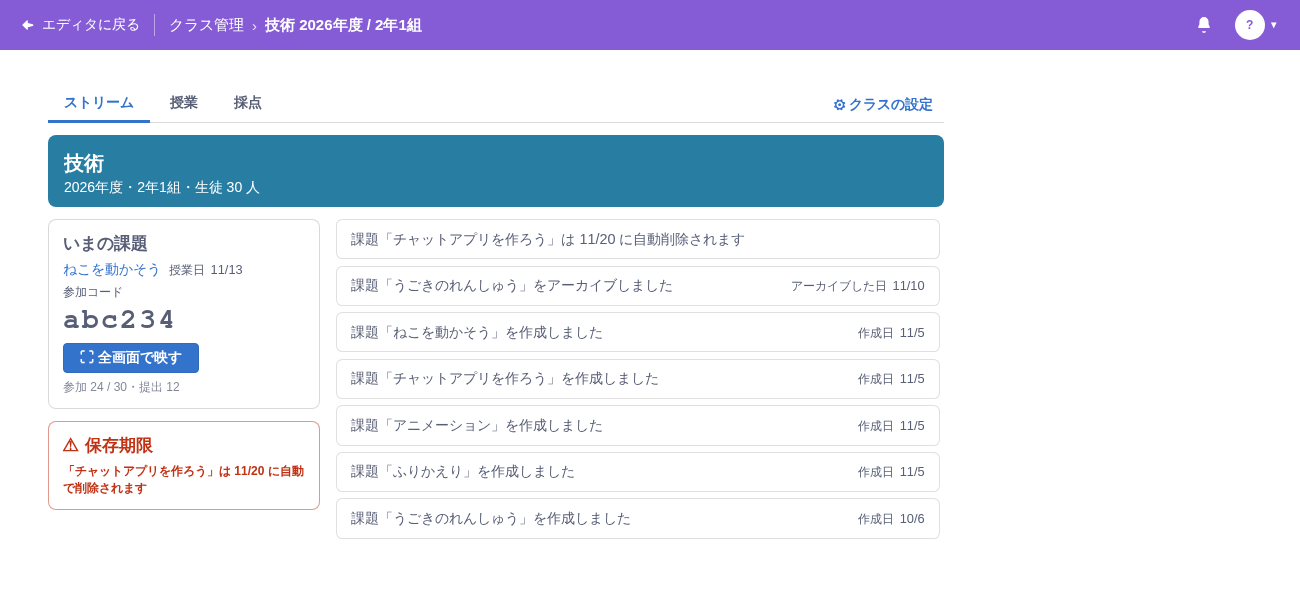 エディタに戻る
クラス管理 › 技術 2026年度 / 2年1組
?
ストリーム
授業
採点
クラスの設定
技術
2026年度・2年1組・生徒 30 人
いまの課題
ねこを動かそう 授業日 11/13
参加コード
abc234
全画面で映す
参加 24 / 30・提出 12
⚠ 保存期限
「チャットアプリを作ろう」は 11/20 に自動
で削除されます
課題「チャットアプリを作ろう」は 11/20 に自動削除されます
課題「うごきのれんしゅう」をアーカイブしました アーカイブした日 11/10
課題「ねこを動かそう」を作成しました 作成日 11/5
課題「チャットアプリを作ろう」を作成しました 作成日 11/5
課題「アニメーション」を作成しました 作成日 11/5
課題「ふりかえり」を作成しました 作成日 11/5
課題「うごきのれんしゅう」を作成しました 作成日 10/6